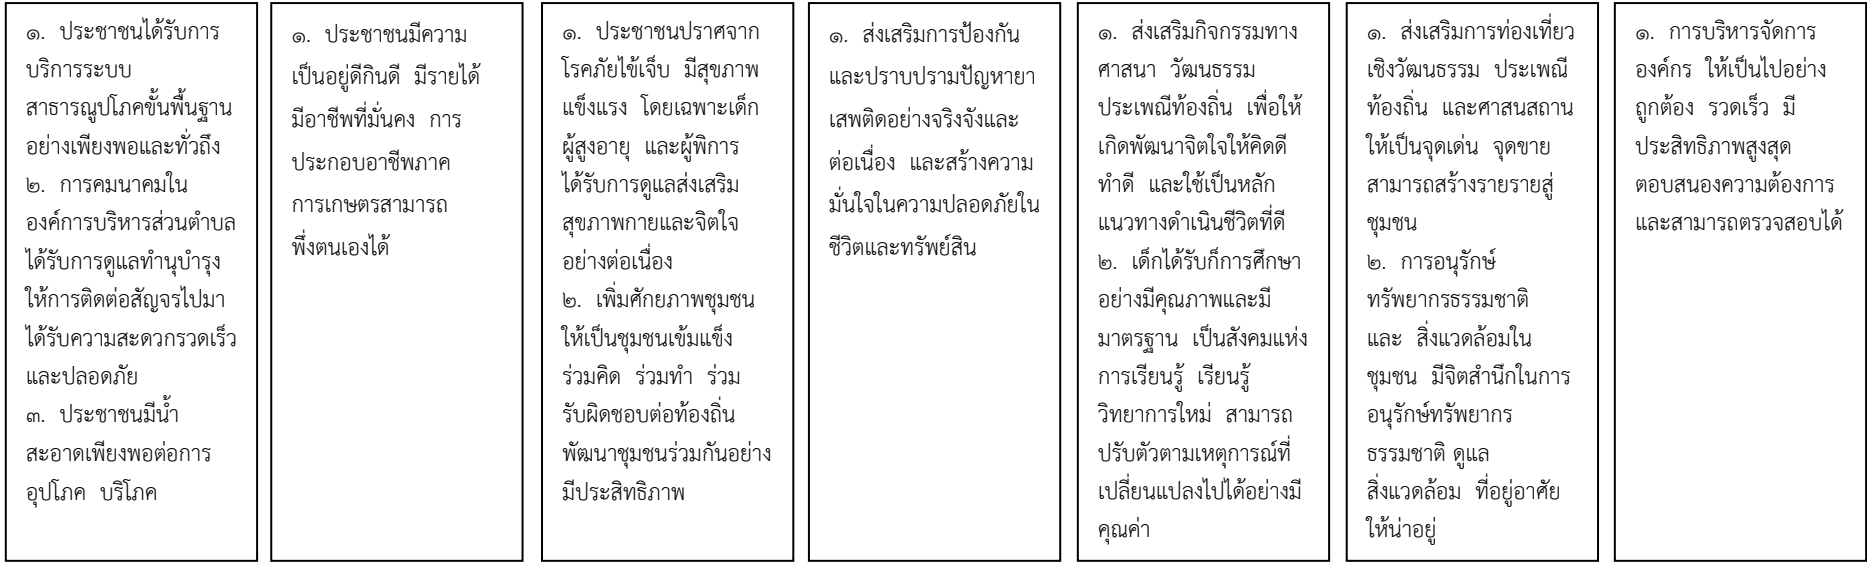 ๑. ประชาชนได้รับการ
บริการระบบ
สาธารณูปโภคขั้นพื้นฐาน
อย่างเพียงพอและทั่วถึง
๒. การคมนาคมใน
องค์การบริหารส่วนตำบล
ได้รับการดูแลทำนุบำรุง
ให้การติดต่อสัญจรไปมา
ได้รับความสะดวกรวดเร็ว
และปลอดภัย
๓. ประชาชนมีน้ำ
สะอาดเพียงพอต่อการ
อุปโภค บริโภค
๑. ประชาชนมีความ
เป็นอยู่ดีกินดี มีรายได้
มีอาชีพที่มั่นคง การ
ประกอบอาชีพภาค
การเกษตรสามารถ
พึ่งตนเองได้
๑. ประชาชนปราศจาก
โรคภัยไข้เจ็บ มีสุขภาพ
แข็งแรง โดยเฉพาะเด็ก
ผู้สูงอายุ และผู้พิการ
ได้รับการดูแลส่งเสริม
สุขภาพกายและจิตใจ
อย่างต่อเนื่อง
๒. เพิ่มศักยภาพชุมชน
ให้เป็นชุมชนเข้มแข็ง
ร่วมคิด ร่วมทำ ร่วม
รับผิดชอบต่อท้องถิ่น
พัฒนาชุมชนร่วมกันอย่าง
มีประสิทธิภาพ
๑. ส่งเสริมการป้องกัน
และปราบปรามปัญหายา
เสพติดอย่างจริงจังและ
ต่อเนื่อง และสร้างความ
มั่นใจในความปลอดภัยใน
ชีวิตและทรัพย์สิน
๑. ส่งเสริมกิจกรรมทาง
ศาสนา วัฒนธรรม
ประเพณีท้องถิ่น เพื่อให้
เกิดพัฒนาจิตใจให้คิดดี
ทำดี และใช้เป็นหลัก
แนวทางดำเนินชีวิตที่ดี
๒. เด็กได้รับก็การศึกษา
อย่างมีคุณภาพและมี
มาตรฐาน เป็นสังคมแห่ง
การเรียนรู้ เรียนรู้
วิทยาการใหม่ สามารถ
ปรับตัวตามเหตุการณ์ที่
เปลี่ยนแปลงไปได้อย่างมี
คุณค่า
๑. ส่งเสริมการท่องเที่ยว
เชิงวัฒนธรรม ประเพณี
ท้องถิ่น และศาสนสถาน
ให้เป็นจุดเด่น จุดขาย
สามารถสร้างรายรายสู่
ชุมชน
๒. การอนุรักษ์
ทรัพยากรธรรมชาติ
และ สิ่งแวดล้อมใน
ชุมชน มีจิตสำนึกในการ
อนุรักษ์ทรัพยากร
ธรรมชาติ ดูแล
สิ่งแวดล้อม ที่อยู่อาศัย
ให้น่าอยู่
๑. การบริหารจัดการ
องค์กร ให้เป็นไปอย่าง
ถูกต้อง รวดเร็ว มี
ประสิทธิภาพสูงสุด
ตอบสนองความต้องการ
และสามารถตรวจสอบได้